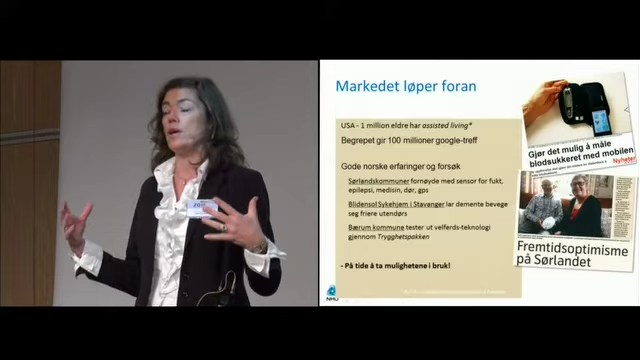 Markedet løper foran
USA - 1 million eldre har assisted living*
Begrepet gir 100 millioner google-treff
Gode norske erfaringer og forsøk
Sørlandskommuner fornøyde med sensor for fukt,
epilepsi, medisin, dør, gps
Blidensol Sykehjem i Stavanger lar demente bevege
seg friere utendørs
Bærum kommune tester ut velferds-teknologi
gjennom Trygghetspakken
- På tide å ta mulighetene i bruk!
Gjør det mulig å måle
blodsukkeret med mobilen
Nyheter
Fremtidsoptimisme
på Sørlandet
NHO